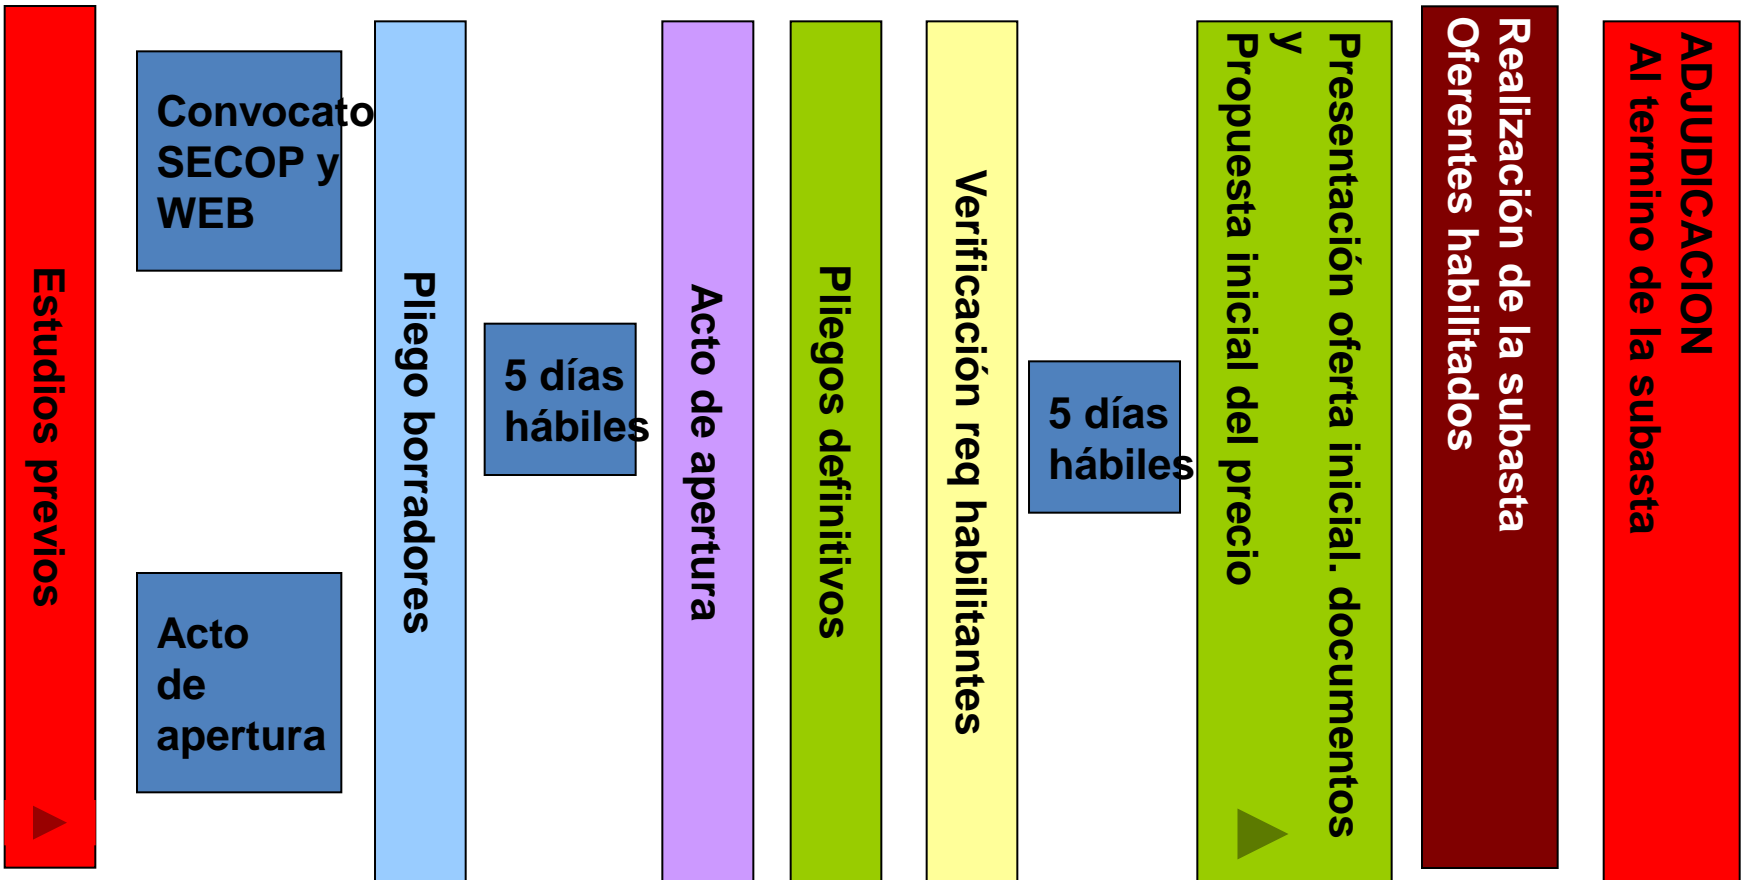 Estudios previos
Convocato
SECOP y
WEB
Acto
de
apertura
Pliego borradores
5 días
hábiles
Acto de apertura
Pliegos definitivos
Verificación req habilitantes
5 días
hábiles
Presentación oferta inicial. documentos
y
Propuesta inicial del precio
Realización de la subasta
Oferentes habilitados
ADJUDICACION
Al termino de la subasta